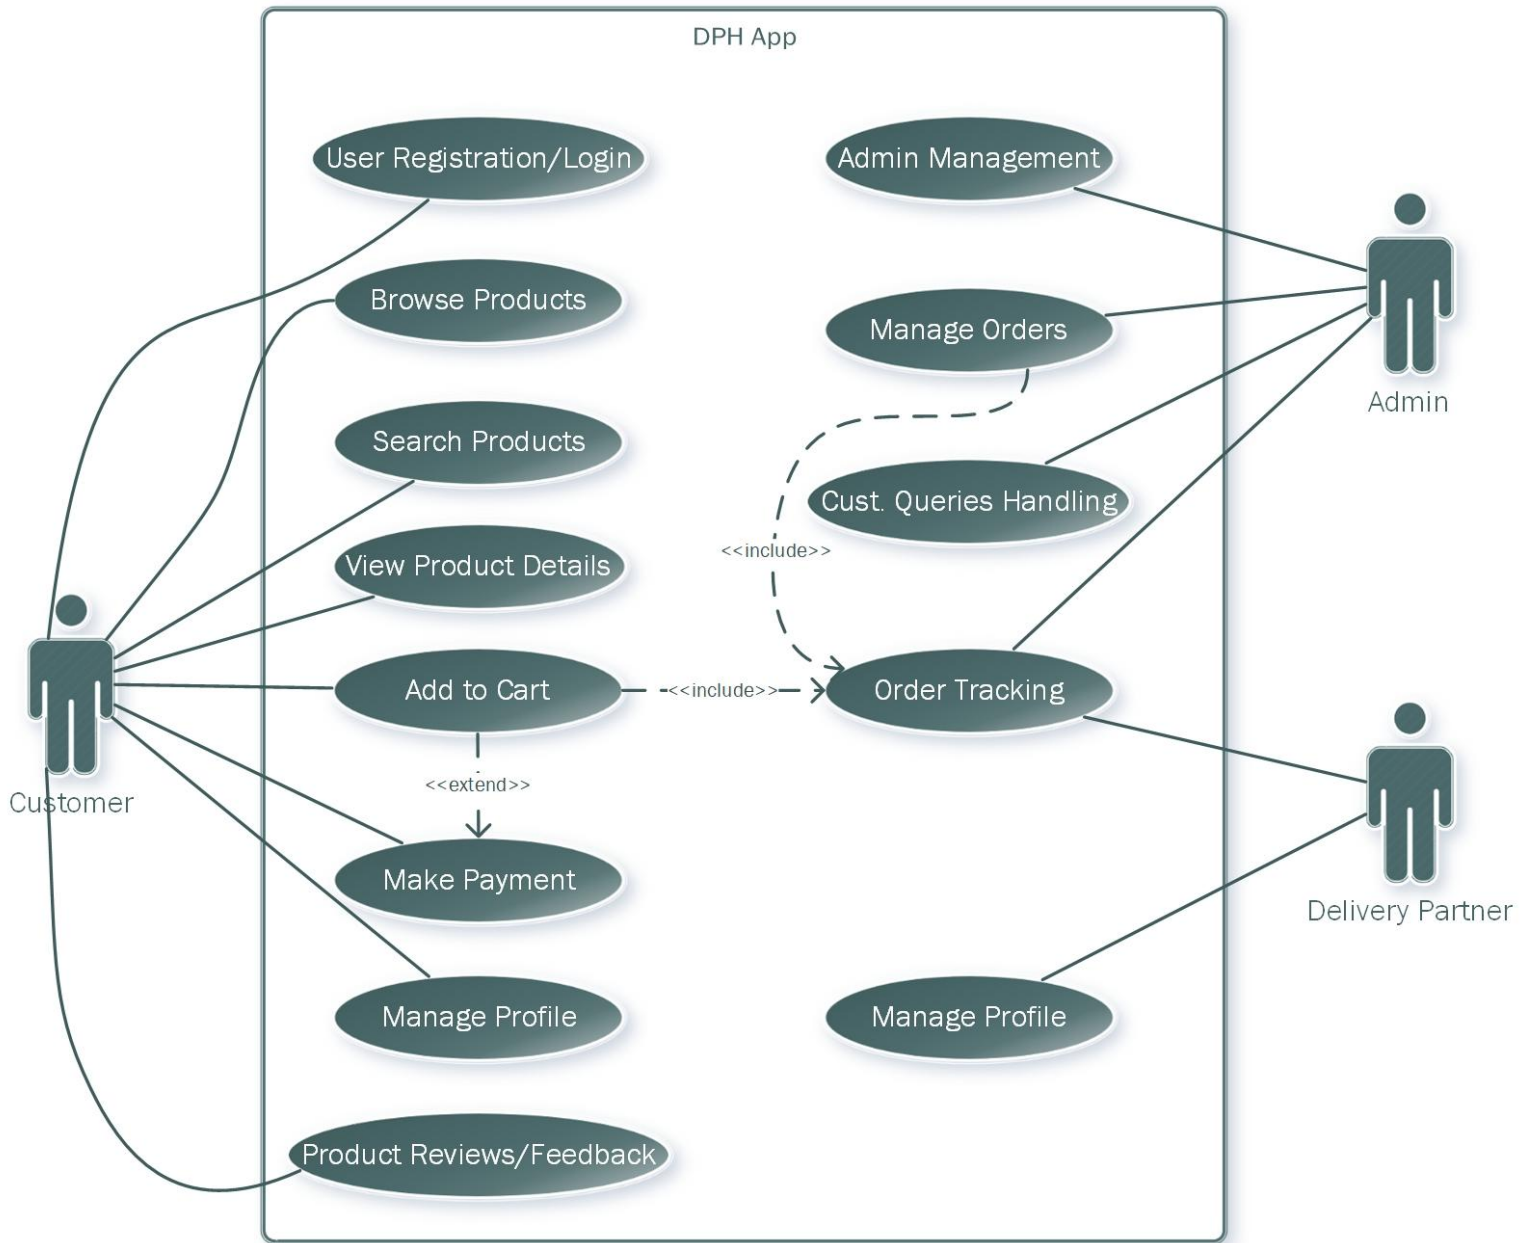 DPH App
User Registration/Login
Admin Management
Browse Products
Manage Orders
Admin
Search Products
Cust. Queries Handling
<<include>>
View Product Details
Add to Cart
<<include>>
Order Tracking
<<extend>>
Customer
Make Payment
Delivery Partner
Manage Profile
Manage Profile
Product Reviews/Feedback